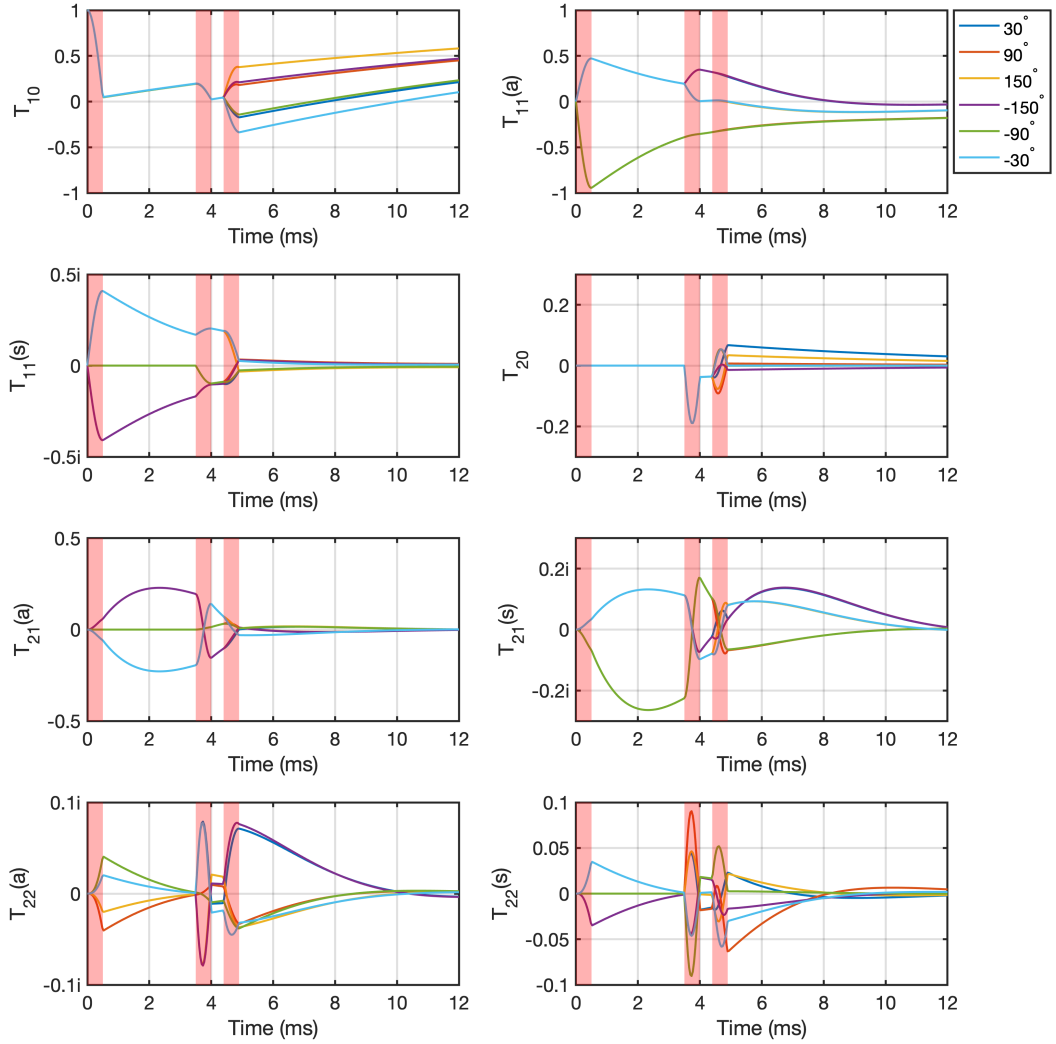 1
0.5
0
-0.5
-1
T10
0 2 4 6 8 10 12
Time (ms)
1
0.5
0
-0.5
-1
T11(a)
0 2 4 6 8 10 12
Time (ms)
30°
90°
150°
-150°
-90°
-30°
0.5i
0
-0.5i
T11(s)
0 2 4 6 8 10 12
Time (ms)
0.2
0
-0.2
T20
0 2 4 6 8 10 12
Time (ms)
0.5
0
-0.5
T21(a)
0 2 4 6 8 10 12
Time (ms)
0.2i
0
-0.2i
T21(s)
0 2 4 6 8 10 12
Time (ms)
0.1i
0
-0.1i
T22(a)
0 2 4 6 8 10 12
Time (ms)
0.1
0.05
0
-0.05
-0.1
T22(s)
0 2 4 6 8 10 12
Time (ms)